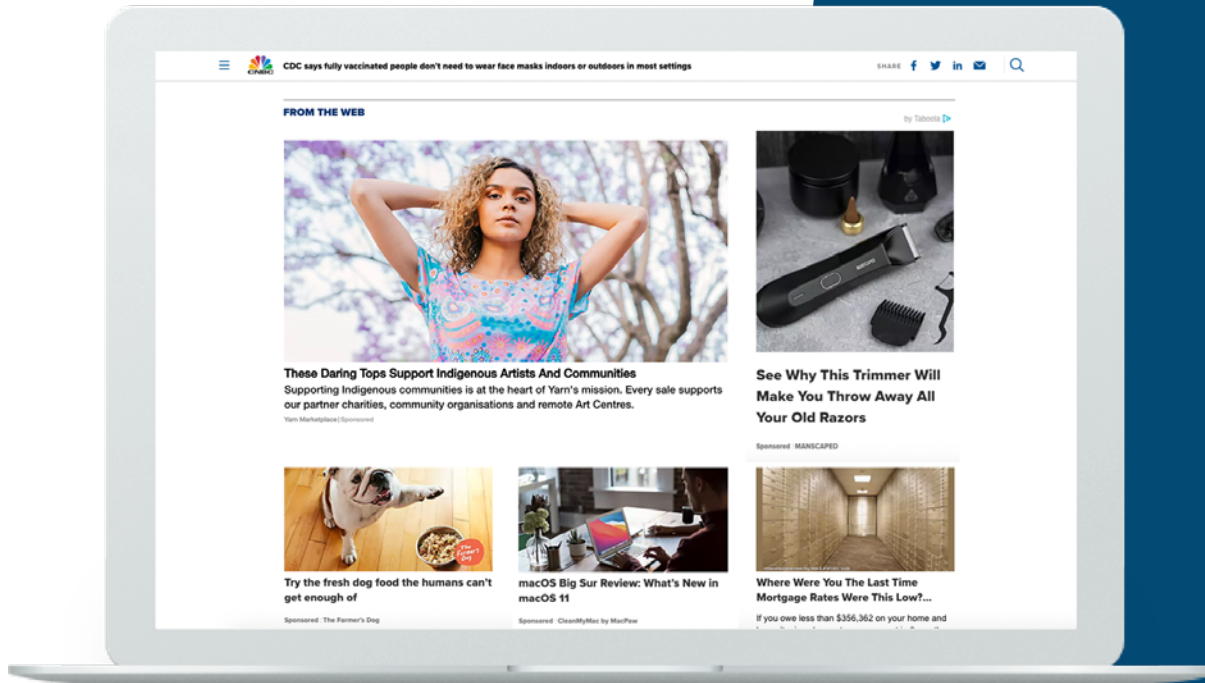 CNBC
CDC says fully vaccinated people don't need to wear face masks indoors or outdoors in most settings
SHARE
FROM THE WEB
by Taboola
These Daring Tops Support Indigenous Artists And Communities
Supporting Indigenous communities is at the heart of Yarn's mission. Every sale supports
our partner charities, community organisations and remote Art Centres.
Yarn Marketplace | Sponsored
MANSCAPED
See Why This Trimmer Will
Make You Throw Away All
Your Old Razors
Sponsored | MANSCAPED
The
Farmer's
Dog
Try the fresh dog food the humans can't
get enough of
Sponsored | The Farmer's Dog
macOS Big Sur Review: What's New in
macOS 11
Sponsored | CleanMyMac by MacPaw
Where Were You The Last Time
Mortgage Rates Were This Low?...
If you owe less than $356,362 on your home and